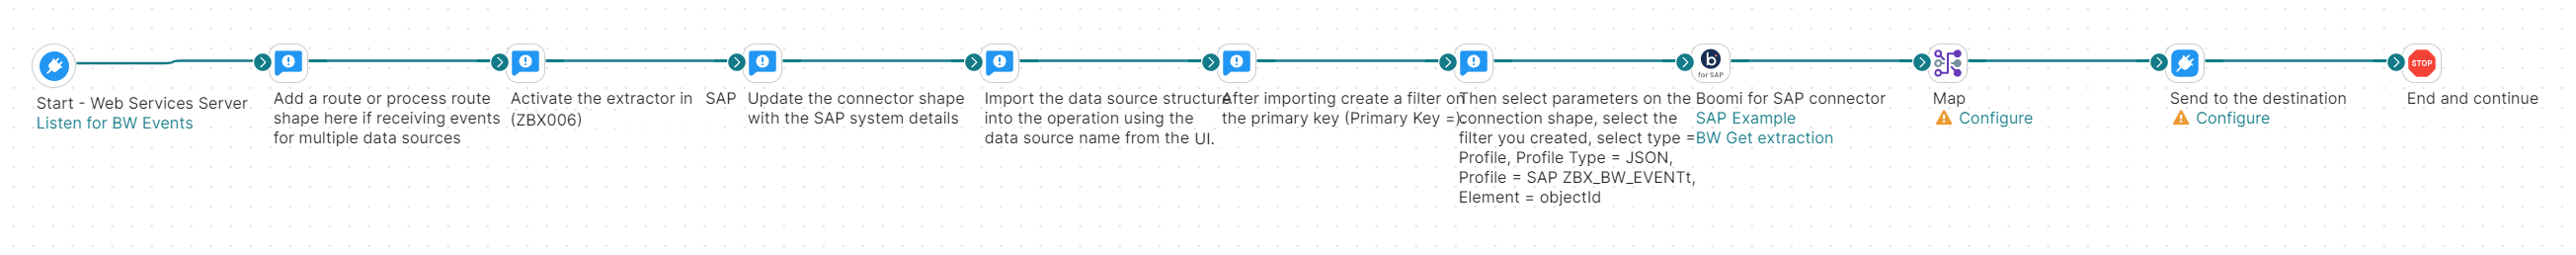 Start - Web Services Server
Listen for BW Events
Add a route or process route
shape here if receiving events
for multiple data sources
Activate the extractor in SAP
(ZBX006)
Update the connector shape
with the SAP system details
Import the data source structure
into the operation using the
data source name from the UI.
After importing create a filter on
the primary key (Primary Key =)
Then select parameters on the
connection shape, select the
filter you created, select type =
Profile, Profile Type = JSON,
Profile = SAP ZBX_BW_EVENTt,
Element = objectId
for SAP
Boomi for SAP connector
SAP Example
BW Get extraction
Map
Configure
Send to the destination
Configure
STOP
End and continue